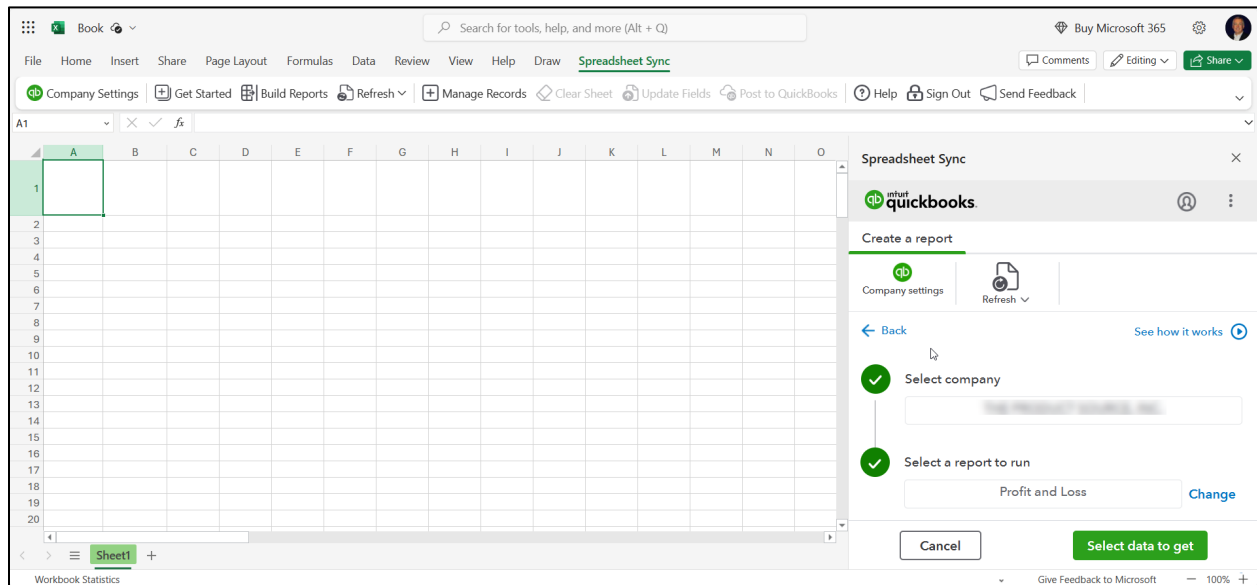 Book
Search for tools, help, and more (Alt + Q)
Buy Microsoft 365
File Home Insert Share Page Layout Formulas Data Review View Help Draw Spreadsheet Sync
Comments Editing Share
qb Company Settings Get Started Build Reports Refresh Manage Records Clear Sheet Update Fields Post to QuickBooks Help Sign Out Send Feedback
A1 fx
A B C D E F G H I J K L M N O
1
2
3
4
5
6
7
8
9
10
11
12
13
14
15
16
17
18
19
20
Spreadsheet Sync
qb intuit quickbooks.
Create a report
qb
Company settings Refresh
Back See how it works
Select company
Select a report to run
Profit and Loss Change
Cancel Select data to get
Sheet1
Workbook Statistics Give Feedback to Microsoft 100%